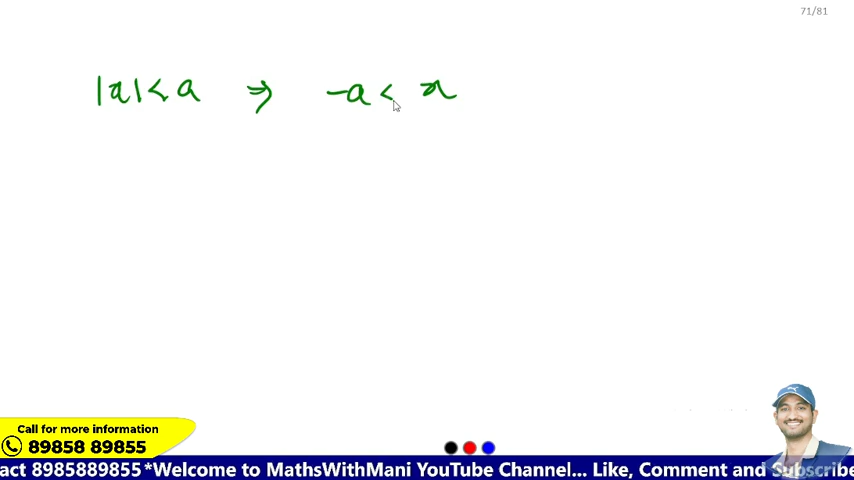 71/81
|x| < a ⇒ -a < x
Call for more information
89858 89855
act 8985889855 *Welcome to MathsWithMani YouTube Channel... Like, Comment and Subscribe